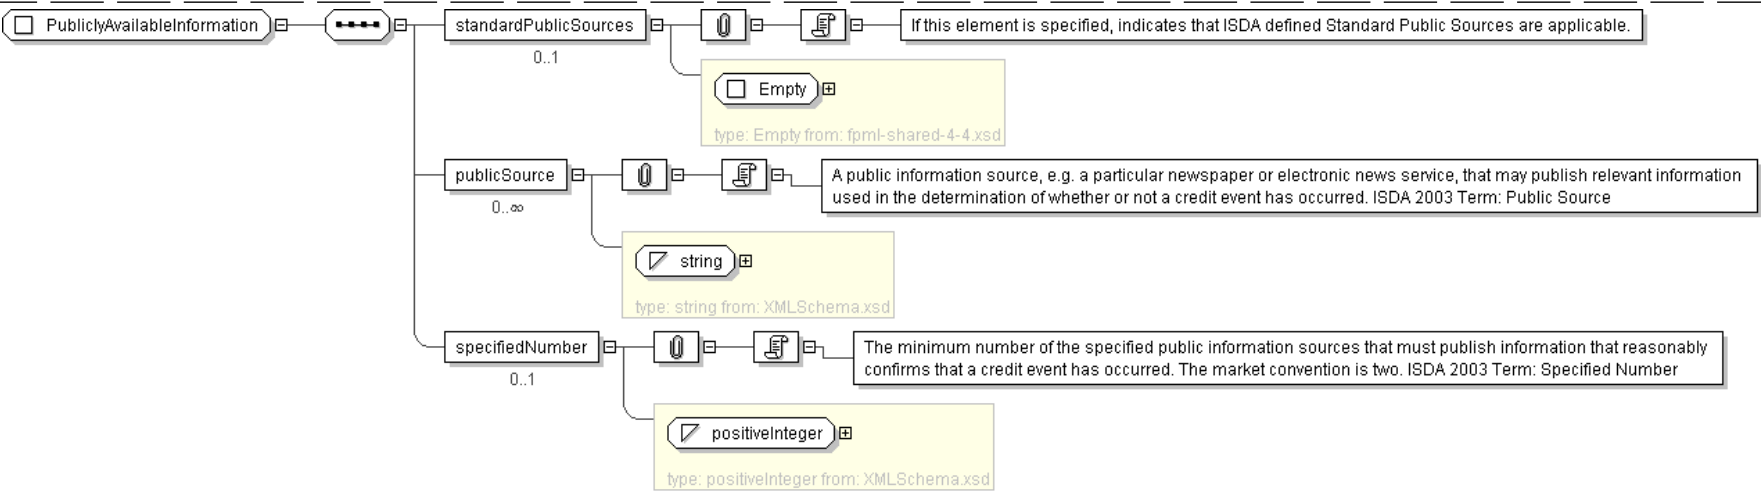 PubliclyAvailableInformation
standardPublicSources
If this element is specified, indicates that ISDA defined Standard Public Sources are applicable.
0..1
Empty
type: Empty from: fpml-shared-4-4.xsd
publicSource
A public information source, e.g. a particular newspaper or electronic news service, that may publish relevant information
used in the determination of whether or not a credit event has occurred. ISDA 2003 Term: Public Source
0..∞
string
type: string from: XMLSchema.xsd
specifiedNumber
The minimum number of the specified public information sources that must publish information that reasonably
confirms that a credit event has occurred. The market convention is two. ISDA 2003 Term: Specified Number
0..1
positiveInteger
type: positiveInteger from: XMLSchema.xsd